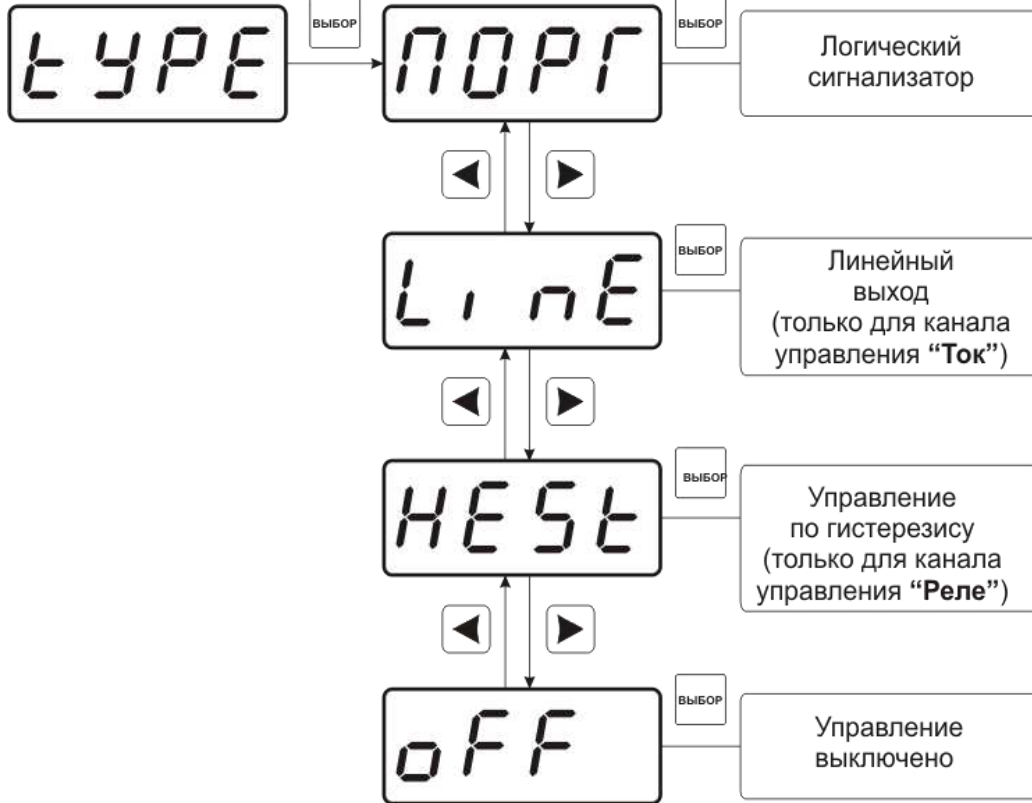 tYPE
ВЫБОР
ПОРГ
ВЫБОР
Логический
сигнализатор
LinE
ВЫБОР
Линейный
выход
(только для канала
управления “Ток”)
HESt
ВЫБОР
Управление
по гистерезису
(только для канала
управления “Реле”)
oFF
ВЫБОР
Управление
выключено